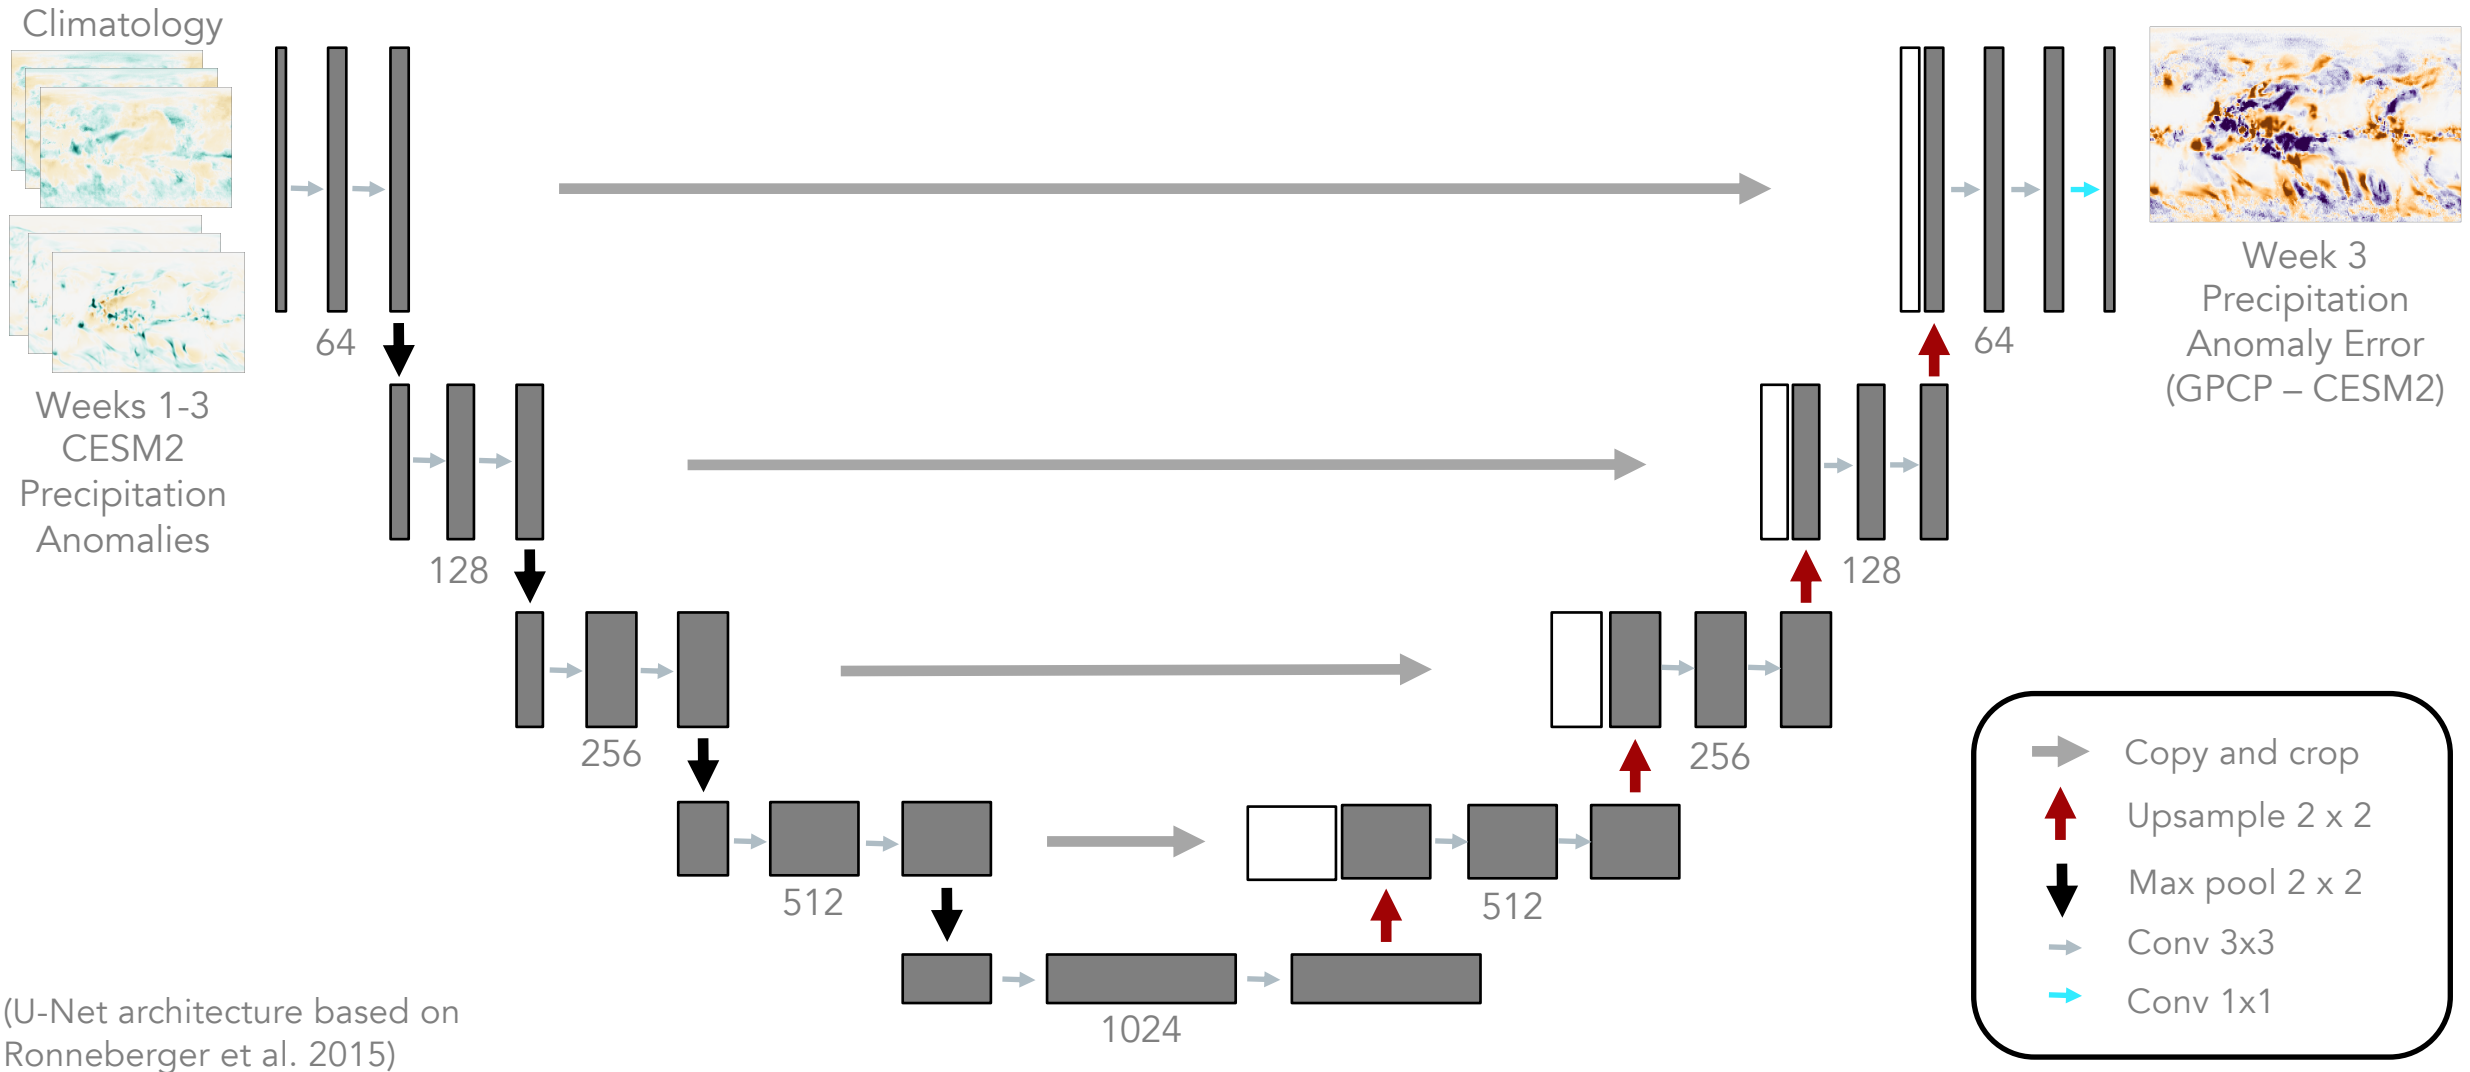 Climatology
Weeks 1-3
CESM2
Precipitation
Anomalies
64
128
256
512
1024
512
256
128
64
Week 3
Precipitation
Anomaly Error
(GPCP – CESM2)
Copy and crop
Upsample 2 x 2
Max pool 2 x 2
Conv 3x3
Conv 1x1
(U-Net architecture based on
Ronneberger et al. 2015)